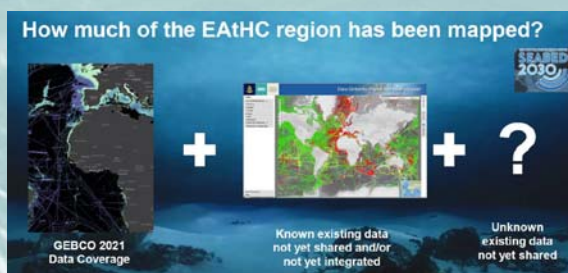 How much of the EAtHC region has been mapped?
SEABED
2030
+
+
?
GEBCO 2021
Data Coverage
Known existing data
not yet shared and/or
not yet integrated
Unknown
existing data
not yet shared